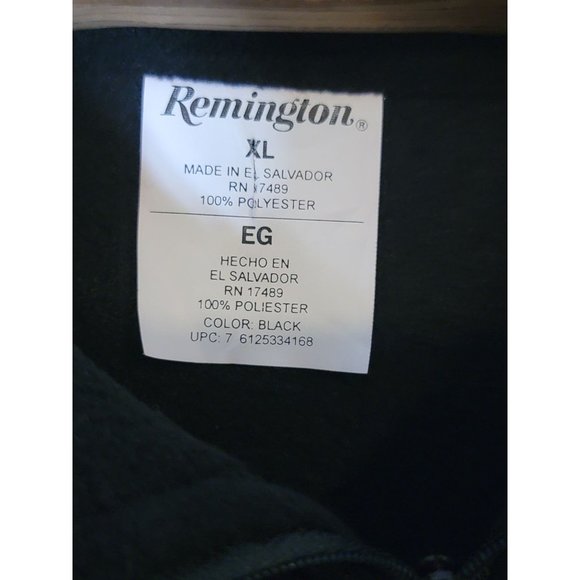 Remington®
XL
MADE IN EL SALVADOR
RN 17489
100% POLYESTER
EG
HECHO EN
EL SALVADOR
RN 17489
100% POLIESTER
COLOR: BLACK
UPC: 7 6125334168